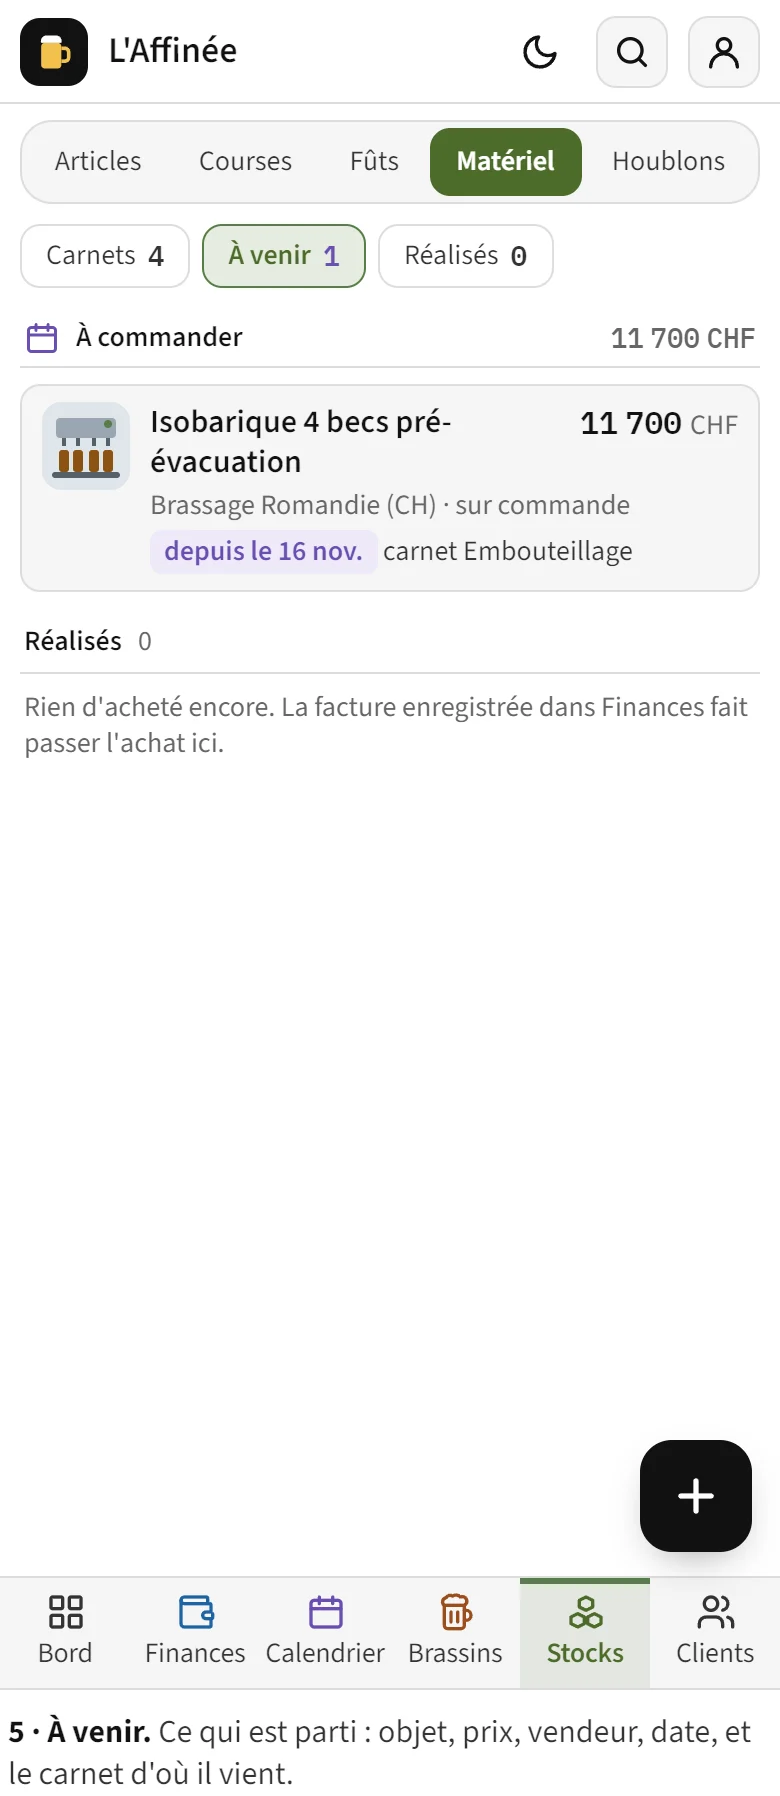 L'Affinée
Articles Courses Fûts Matériel Houblons
Carnets 4 À venir 1 Réalisés 0
À commander 11 700 CHF
Isobarique 4 becs pré- 11 700 CHF
évacuation
Brassage Romandie (CH) · sur commande
depuis le 16 nov. carnet Embouteillage
Réalisés 0
Rien d'acheté encore. La facture enregistrée dans Finances fait
passer l'achat ici.
Bord Finances Calendrier Brassins Stocks Clients
5 · À venir. Ce qui est parti : objet, prix, vendeur, date, et
le carnet d'où il vient.